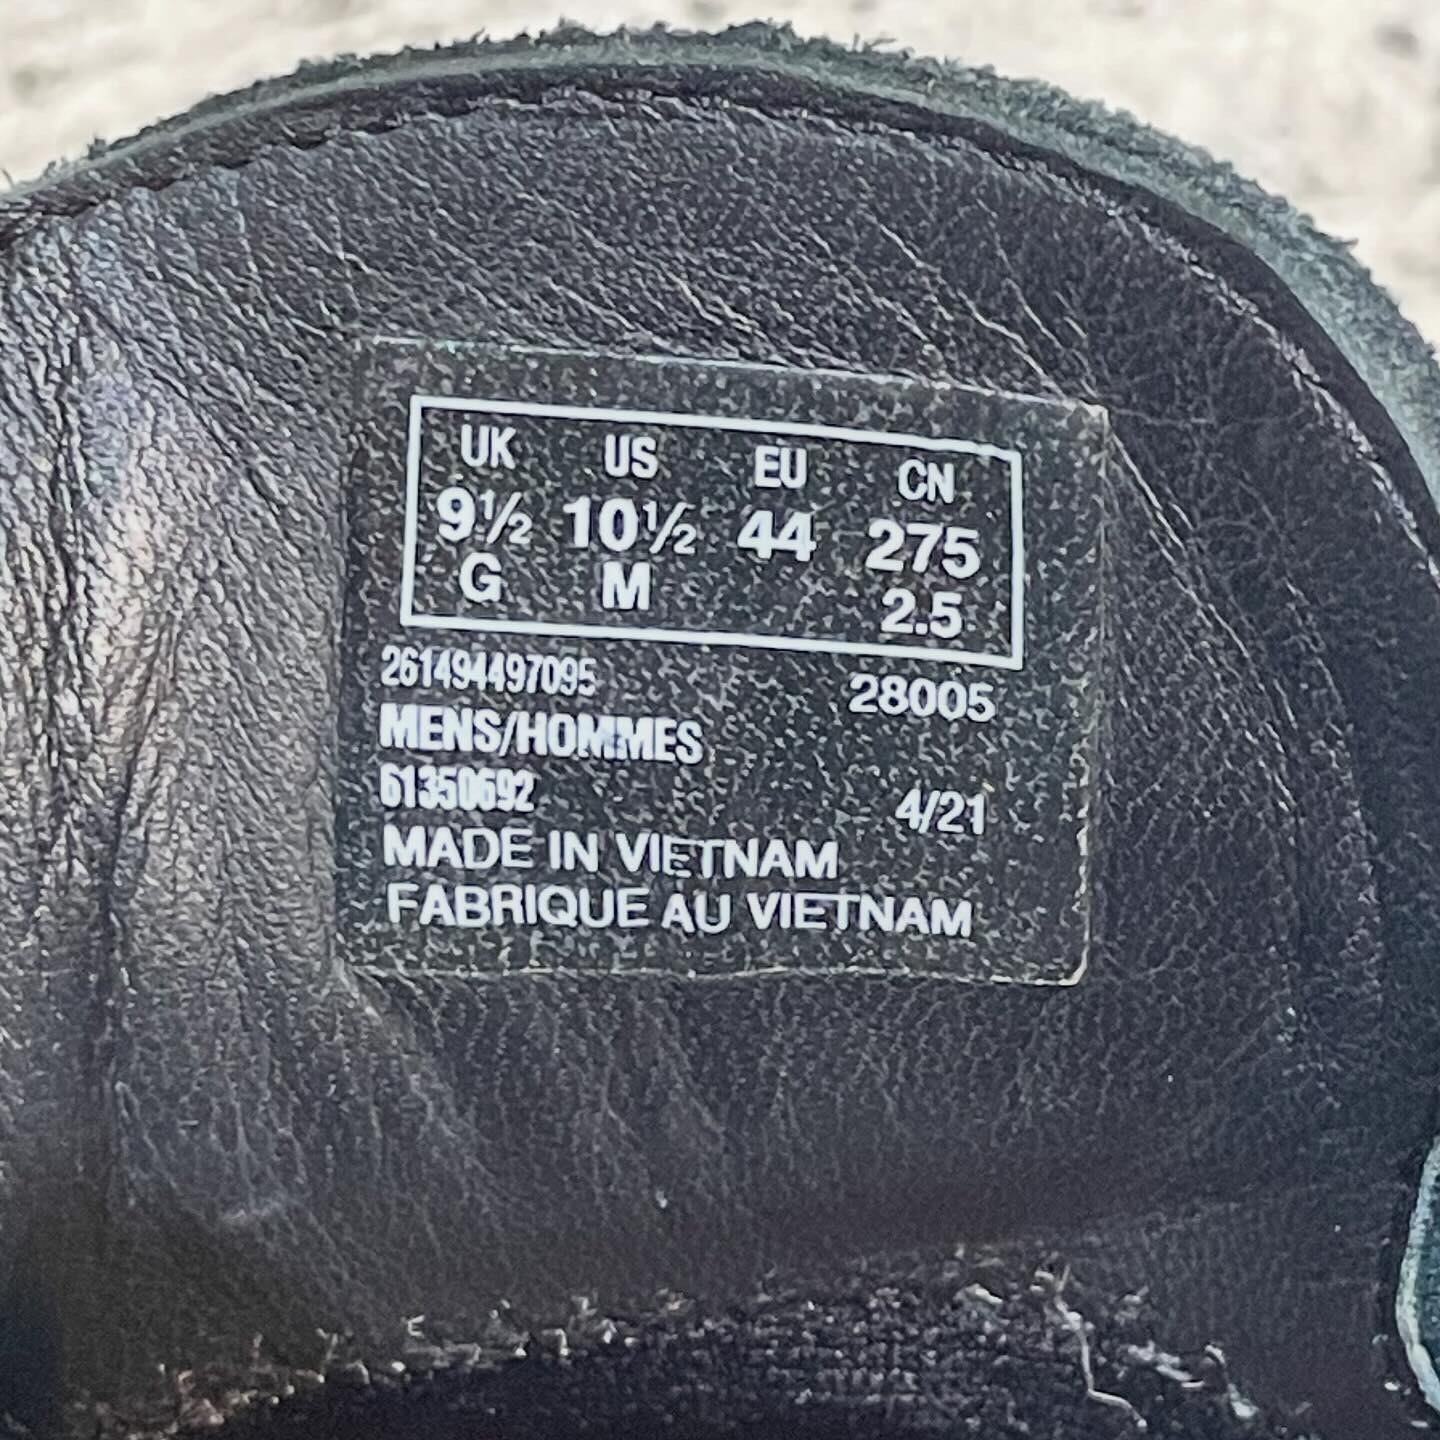 UK US EU CN
9½ 10½ 44 275
G M 2.5
261494497095 28005
MENS/HOMMES
61350692 4/21
MADE IN VIETNAM
FABRIQUE AU VIETNAM